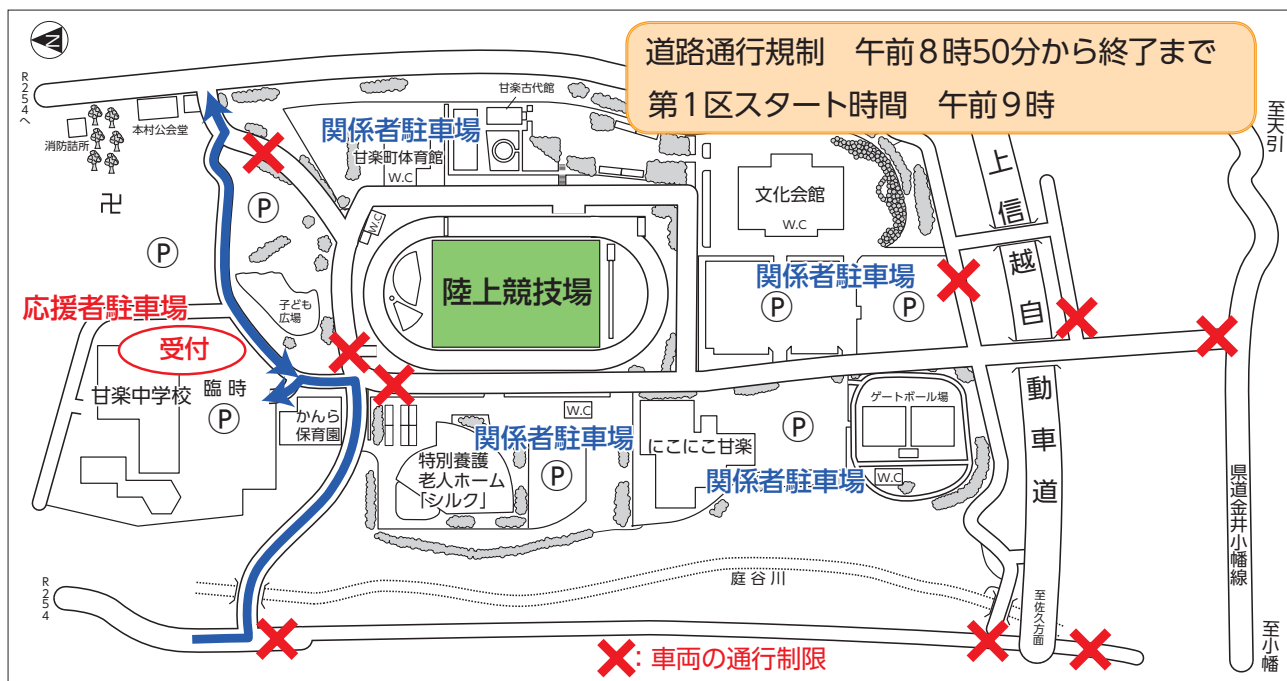 N
道路通行規制　午前８時50分から終了まで
第１区スタート時間　午前９時
R254へ
消防詰所
本村公会堂
関係者駐車場
甘楽町体育館
W.C
甘楽古代館
文化会館
W.C
至天引
上信越自動車道
卍
P
P
W.C
陸上競技場
関係者駐車場
P
P
応援者駐車場
受付
子ども
広場
甘楽中学校
臨時
P
かんら
保育園
W.C
ゲートボール場
関係者駐車場
特別養護
老人ホーム
「シルク」
P
にこにこ甘楽
P
関係者駐車場
W.C
県道金井小幡線
R254
庭谷川
至佐久方面
至小幡
：車両の通行制限